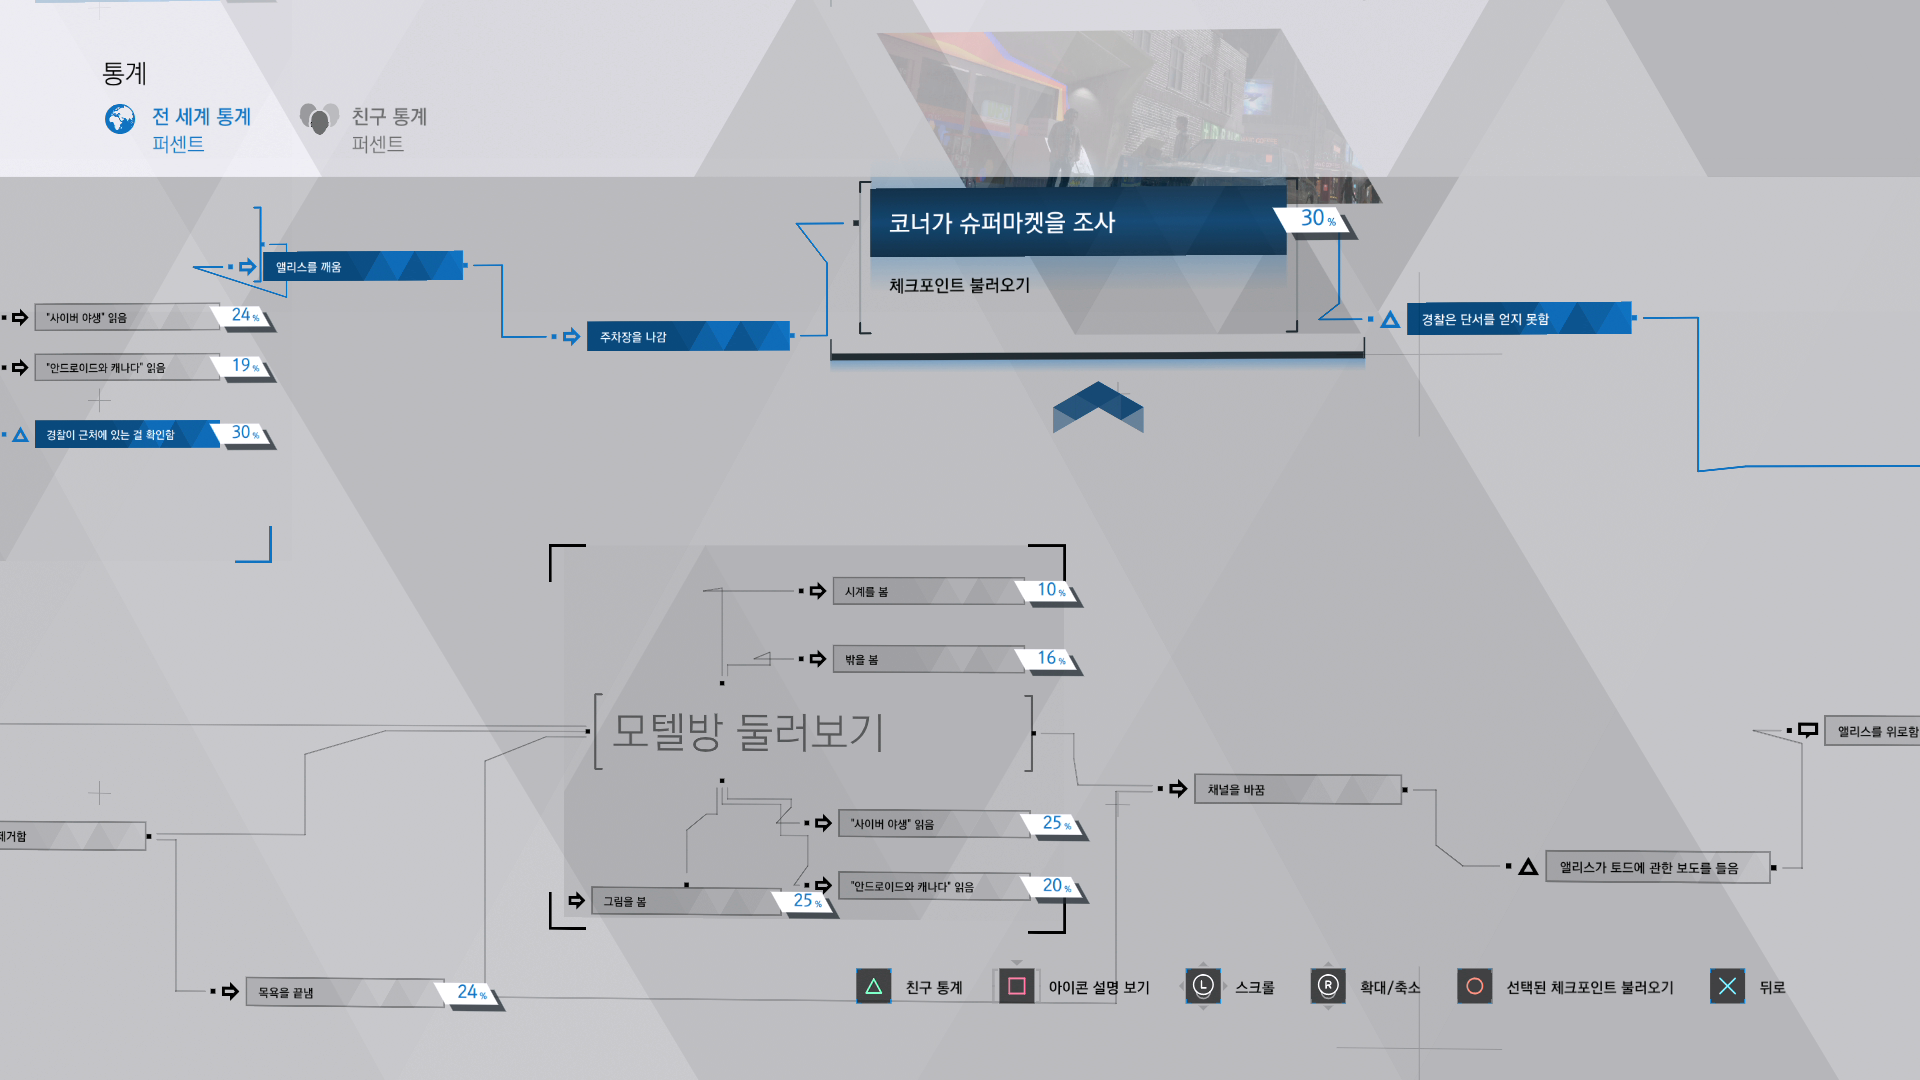 통계
전 세계 통계
퍼센트
친구 통계
퍼센트
코너가 슈퍼마켓을 조사
30%
체크포인트 불러오기
앨리스를 깨움
"사이버 야생" 읽음
24%
"안드로이드와 캐나다" 읽음
19%
경찰이 근처에 있는 걸 확인함
30%
주차장을 나감
경찰은 단서를 얻지 못함
시계를 봄
10%
밖을 봄
16%
모텔방 둘러보기
"사이버 야생" 읽음
25%
"안드로이드와 캐나다" 읽음
20%
그림을 봄
25%
채널을 바꿈
앨리스를 위로함
앨리스가 토드에 관한 보도를 들음
제거함
목욕을 끝냄
24%
친구 통계
아이콘 설명 보기
L
스크롤
R
확대/축소
선택된 체크포인트 불러오기
뒤로